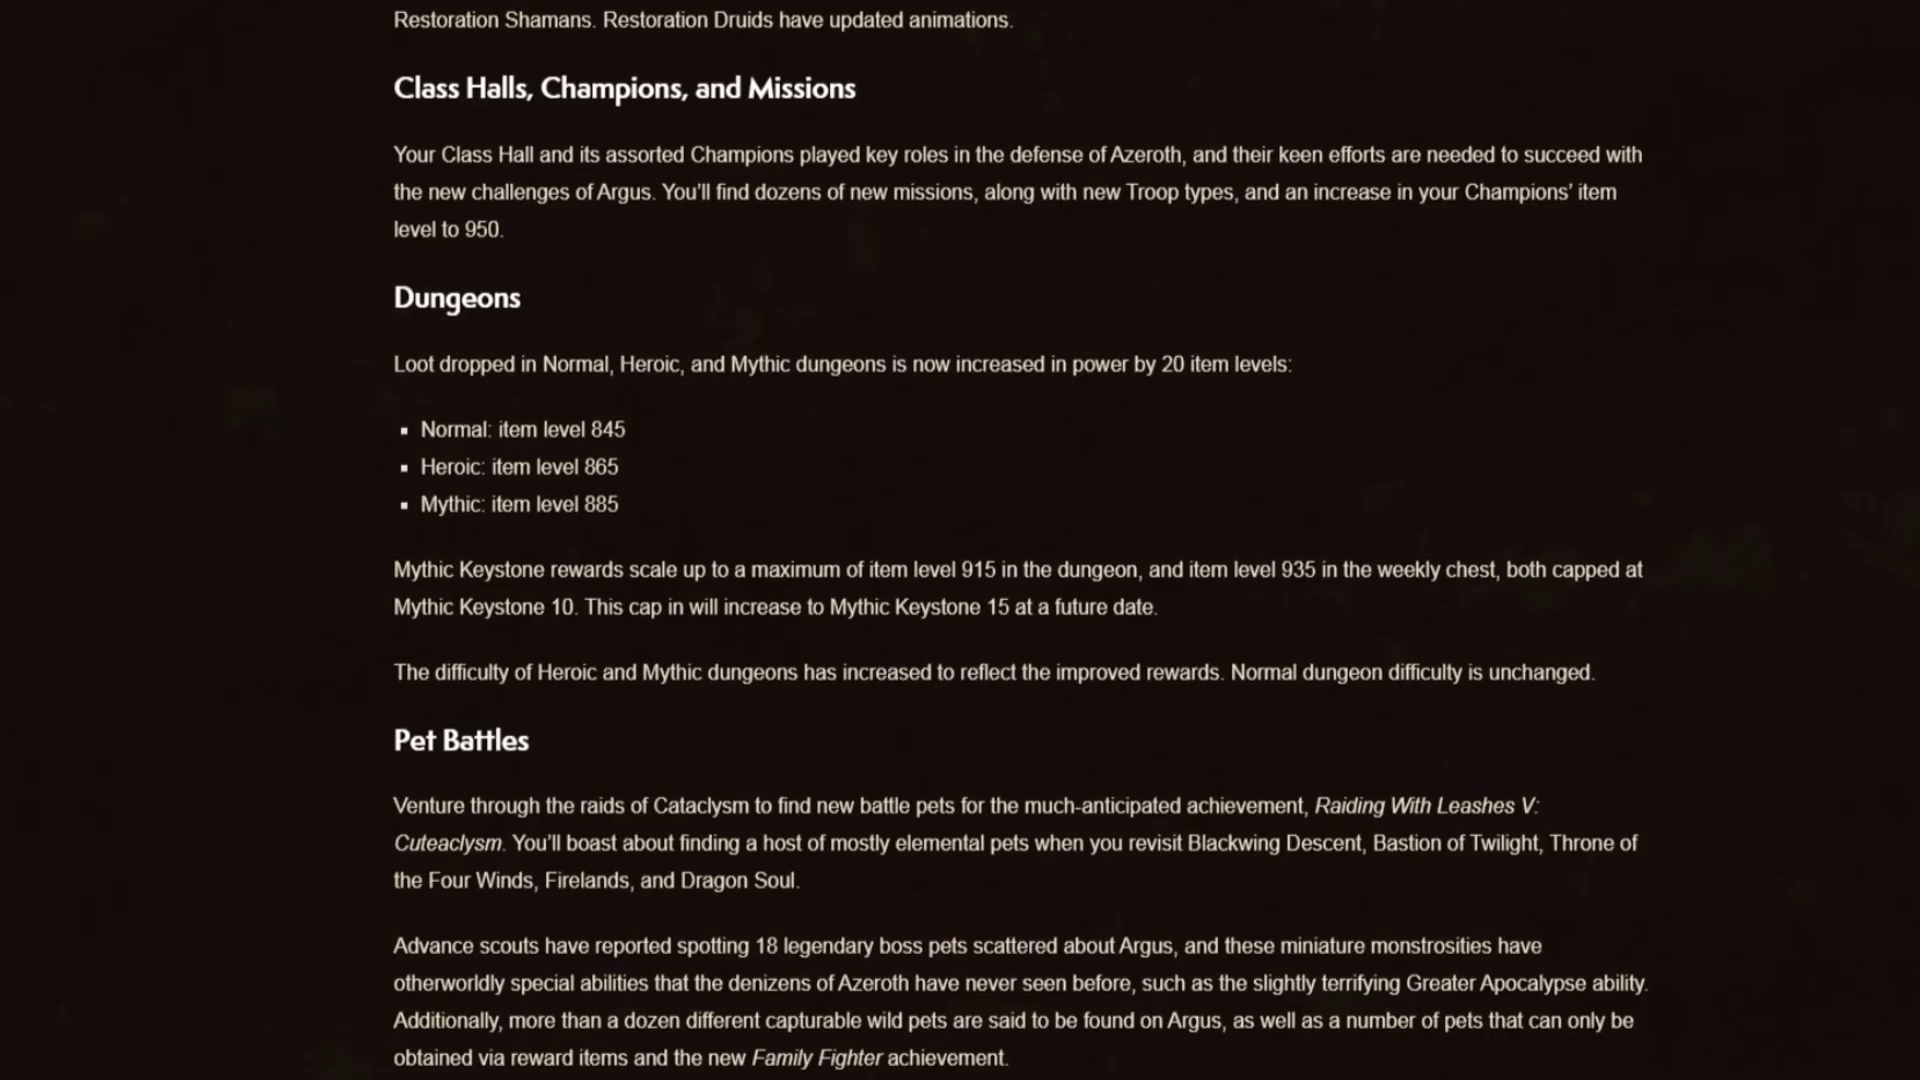 Restoration Shamans. Restoration Druids have updated animations.
Class Halls, Champions, and Missions
Your Class Hall and its assorted Champions played key roles in the defense of Azeroth, and their keen efforts are needed to succeed with
the new challenges of Argus. You’ll find dozens of new missions, along with new Troop types, and an increase in your Champions’ item
level to 950.
Dungeons
Loot dropped in Normal, Heroic, and Mythic dungeons is now increased in power by 20 item levels:
▪ Normal: item level 845
▪ Heroic: item level 865
▪ Mythic: item level 885
Mythic Keystone rewards scale up to a maximum of item level 915 in the dungeon, and item level 935 in the weekly chest, both capped at
Mythic Keystone 10. This cap in will increase to Mythic Keystone 15 at a future date.
The difficulty of Heroic and Mythic dungeons has increased to reflect the improved rewards. Normal dungeon difficulty is unchanged.
Pet Battles
Venture through the raids of Cataclysm to find new battle pets for the much-anticipated achievement, Raiding With Leashes V:
Cuteaclysm. You’ll boast about finding a host of mostly elemental pets when you revisit Blackwing Descent, Bastion of Twilight, Throne of
the Four Winds, Firelands, and Dragon Soul.
Advance scouts have reported spotting 18 legendary boss pets scattered about Argus, and these miniature monstrosities have
otherworldly special abilities that the denizens of Azeroth have never seen before, such as the slightly terrifying Greater Apocalypse ability.
Additionally, more than a dozen different capturable wild pets are said to be found on Argus, as well as a number of pets that can only be
obtained via reward items and the new Family Fighter achievement.